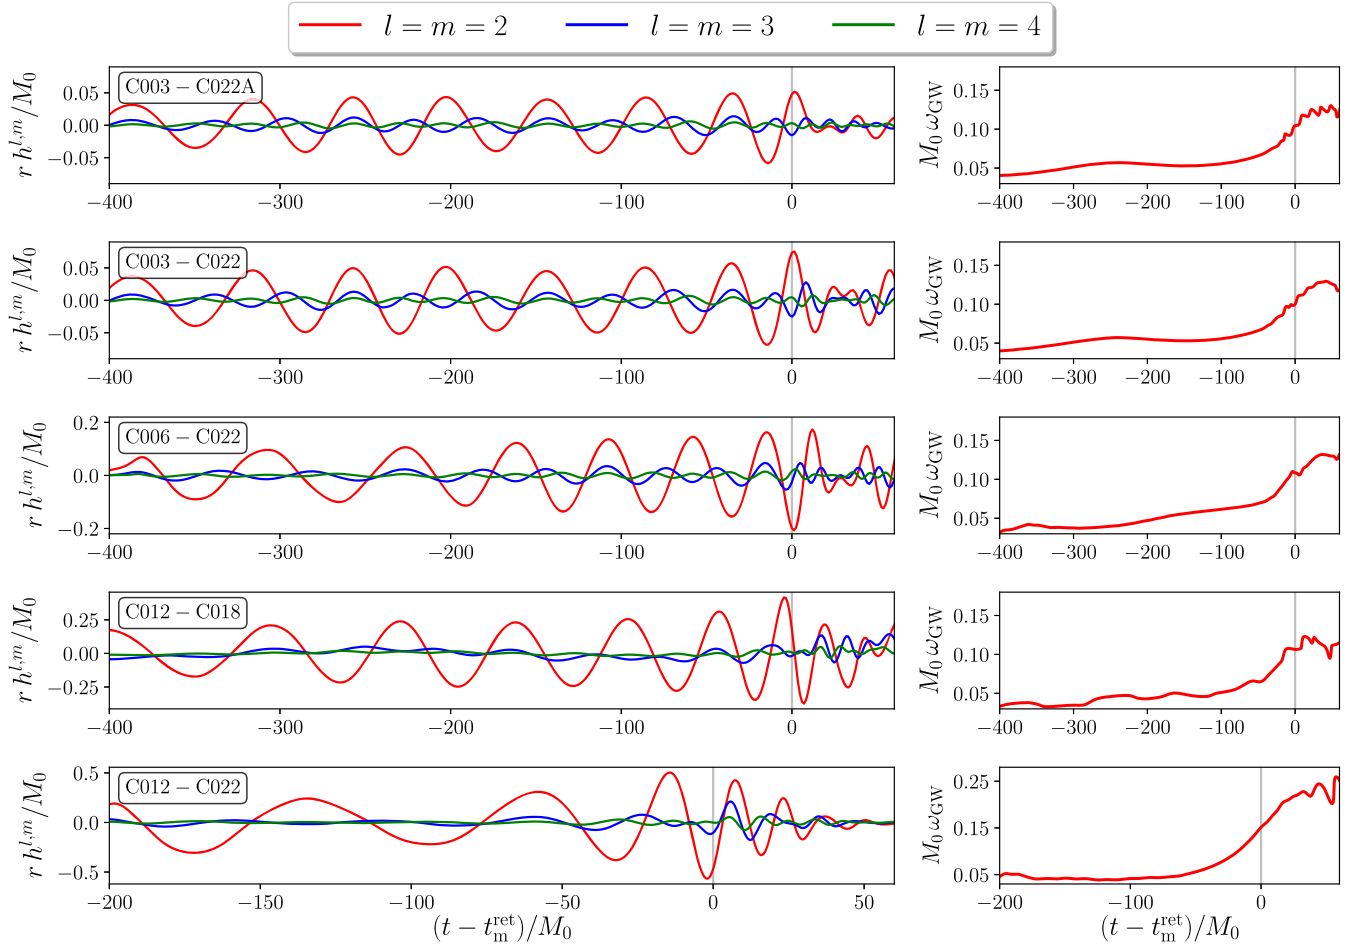 l = m = 2 l = m = 3 l = m = 4
C003 − C022A
r h^{l,m}/M_0
0.05
0.00
−0.05
−400 −300 −200 −100 0
M_0 ω_GW
0.15
0.10
0.05
−400 −300 −200 −100 0
C003 − C022
r h^{l,m}/M_0
0.05
0.00
−0.05
−400 −300 −200 −100 0
M_0 ω_GW
0.15
0.10
0.05
−400 −300 −200 −100 0
C006 − C022
r h^{l,m}/M_0
0.2
0.0
−0.2
−400 −300 −200 −100 0
M_0 ω_GW
0.15
0.10
0.05
−400 −300 −200 −100 0
C012 − C018
r h^{l,m}/M_0
0.25
0.00
−0.25
−400 −300 −200 −100 0
M_0 ω_GW
0.15
0.10
0.05
−400 −300 −200 −100 0
C012 − C022
r h^{l,m}/M_0
0.5
0.0
−0.5
−200 −150 −100 −50 0 50
(t − t_m^ret)/M_0
M_0 ω_GW
0.25
0.15
0.05
−200 −100 0
(t − t_m^ret)/M_0